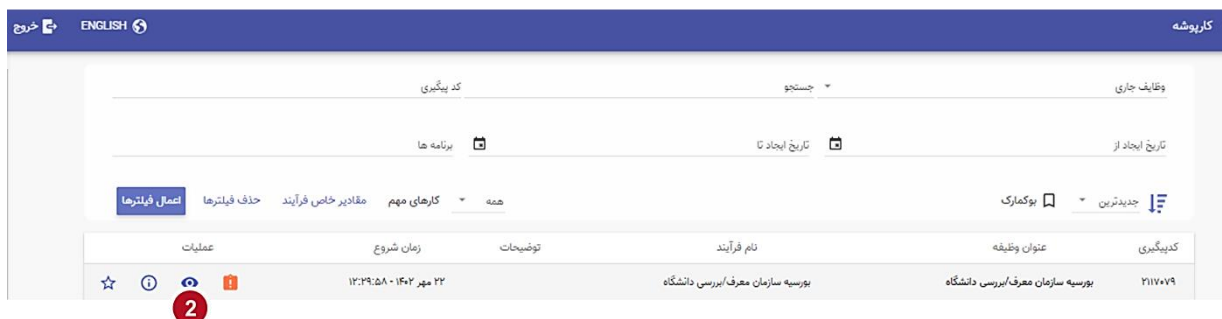 کارپوشه ENGLISH خروج
وظایف جاری جستجو کد پیگیری
تاریخ ایجاد از تاریخ ایجاد تا برنامه ها
جدیدترین بوکمارک همه کارهای مهم مقادیر خاص فرآیند حذف فیلترها اعمال فیلترها
کدپیگیری عنوان وظیفه نام فرآیند توضیحات زمان شروع عملیات
۲۱۱۷۰۷۹ بورسیه سازمان معرف/بررسی دانشگاه بورسیه سازمان معرف/بررسی دانشگاه ۲۲ مهر ۱۴۰۲ - ۱۲:۲۹:۵۸
2